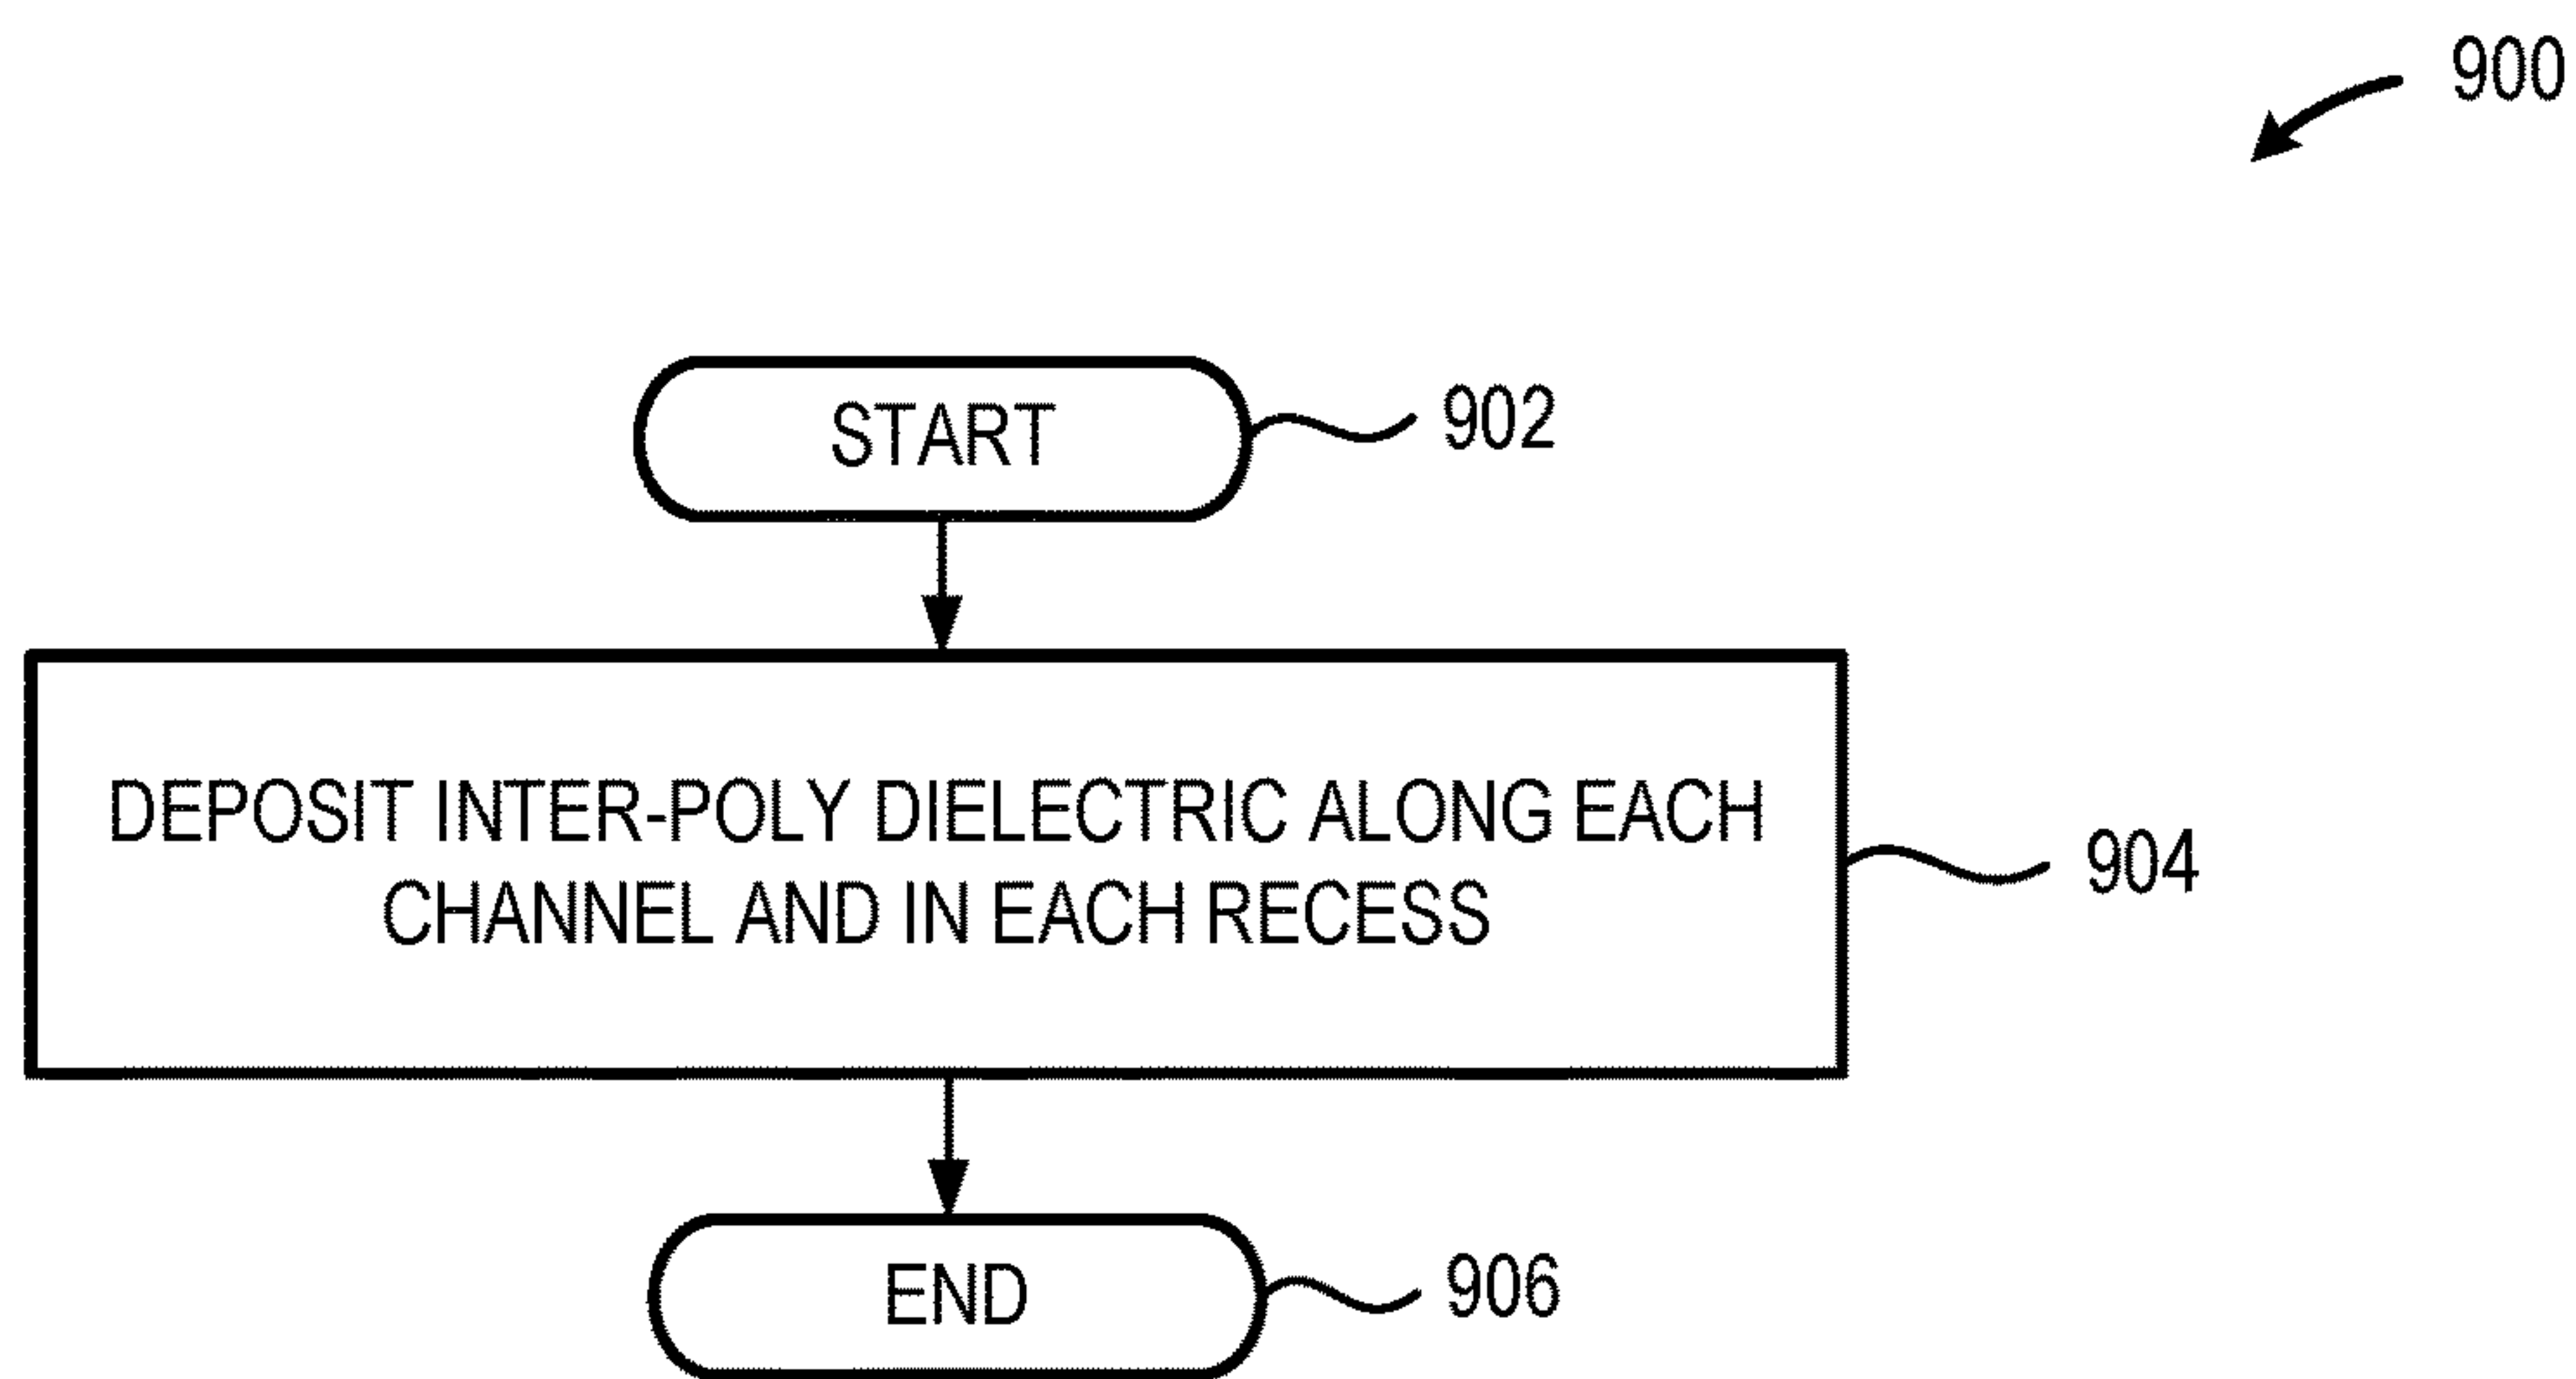 900
START
902
DEPOSIT INTER-POLY DIELECTRIC ALONG EACH
CHANNEL AND IN EACH RECESS
904
END
906